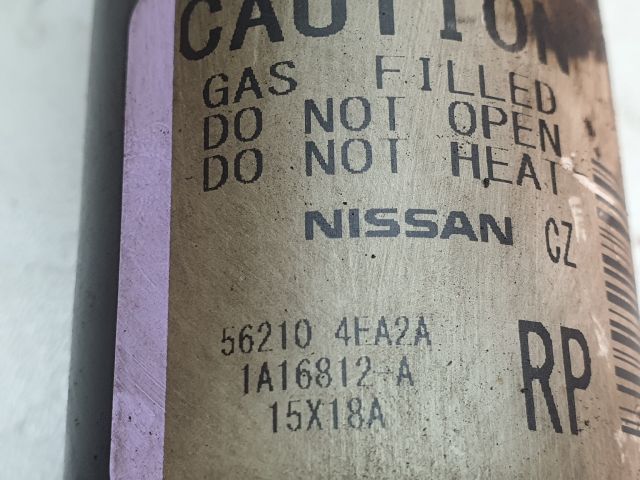 CAUTION
GAS FILLED
DO NOT OPEN
DO NOT HEAT
NISSAN CZ
56210 4EA2A
1A16812-A
15X18A
RP